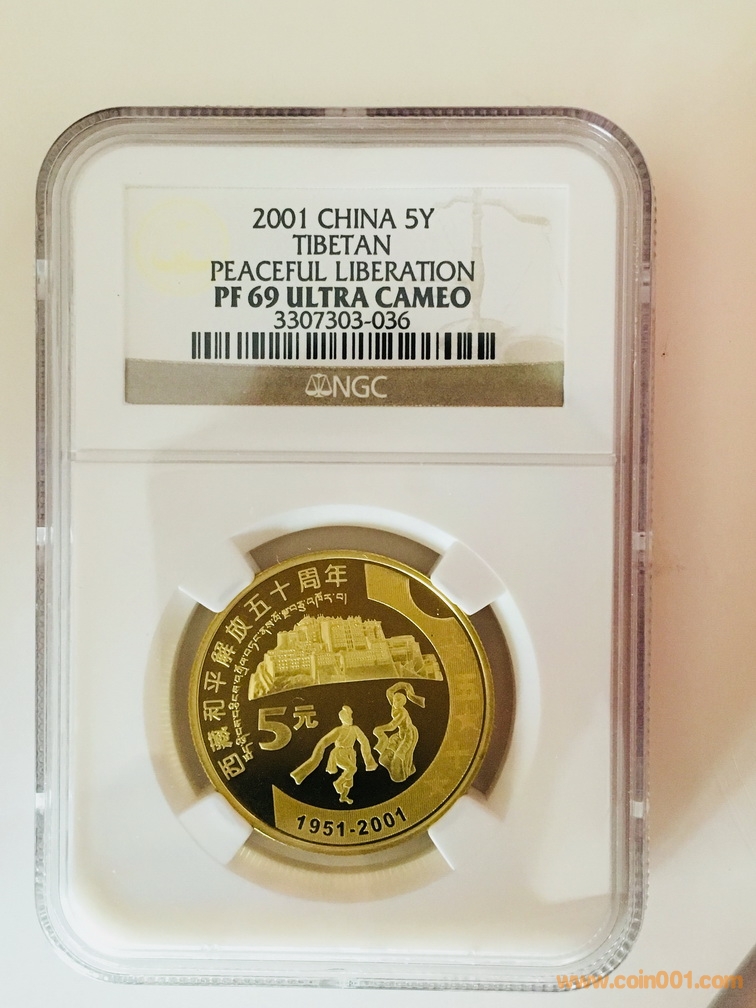 2001 CHINA 5Y
TIBETAN
PEACEFUL LIBERATION
PF 69 ULTRA CAMEO
3307303-036
NGC
西藏和平解放五十周年
5元
1951-2001
www.coin001.com